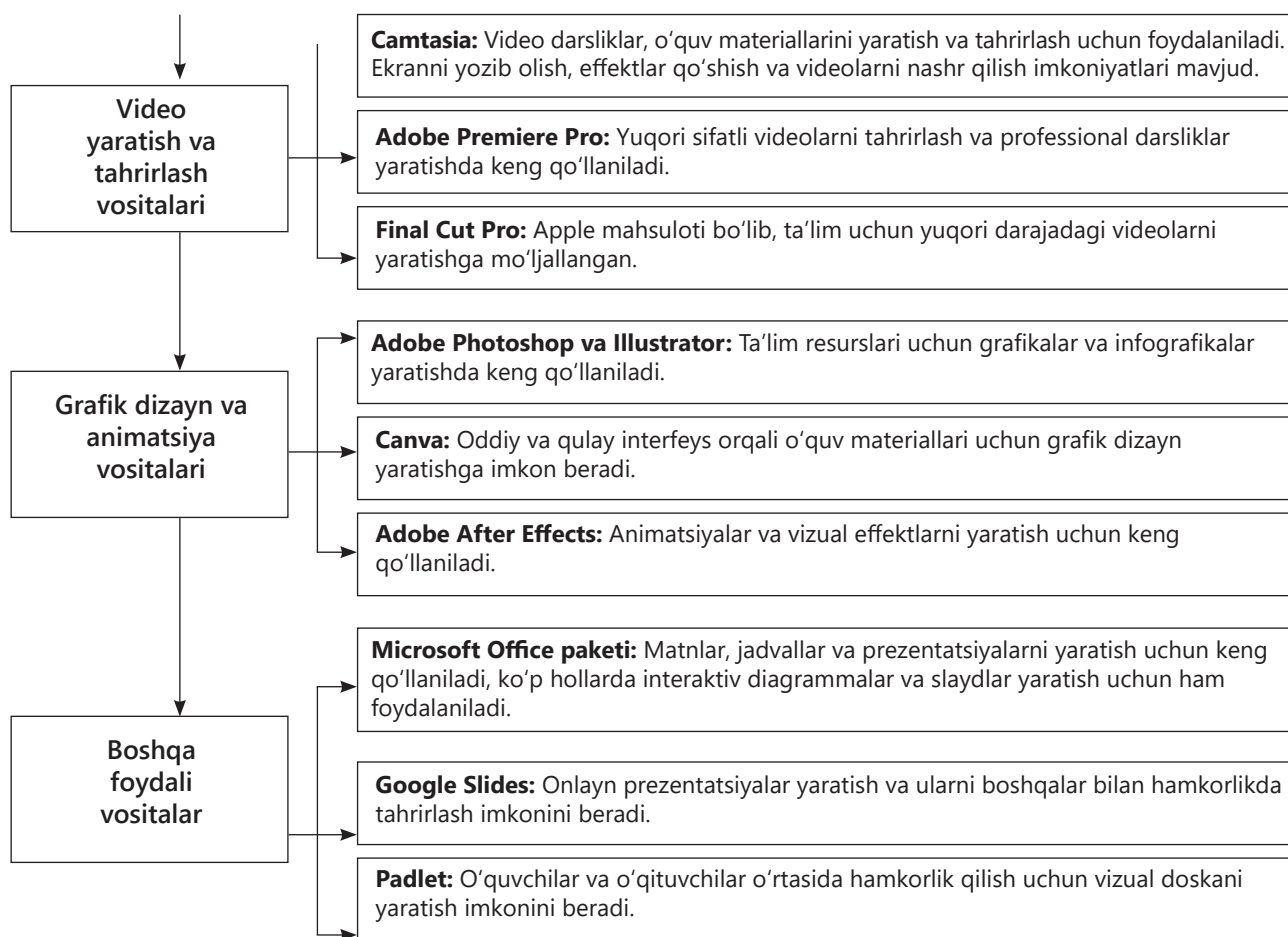 Camtasia: Video darsliklar, o‘quv materiallarini yaratish va tahrirlash uchun foydalaniladi.
Ekranni yozib olish, effektlar qo‘shish va videolarni nashr qilish imkoniyatlari mavjud.
Video
yaratish va
tahrirlash
vositalari
Adobe Premiere Pro: Yuqori sifatli videolarni tahrirlash va professional darsliklar
yaratishda keng qo‘llaniladi.
Final Cut Pro: Apple mahsuloti bo‘lib, ta’lim uchun yuqori darajadagi videolarni
yaratishga mo‘ljallangan.
Grafik dizayn va
animatsiya
vositalari
Adobe Photoshop va Illustrator: Ta’lim resurslari uchun grafikalar va infografikalar
yaratishda keng qo‘llaniladi.
Canva: Oddiy va qulay interfeys orqali o‘quv materiallari uchun grafik dizayn
yaratishga imkon beradi.
Adobe After Effects: Animatsiyalar va vizual effektlarni yaratish uchun keng
qo‘llaniladi.
Boshqa
foydali
vositalar
Microsoft Office paketi: Matnlar, jadvallar va prezentatsiyalarni yaratish uchun keng
qo‘llaniladi, ko‘p hollarda interaktiv diagrammalar va slaydlar yaratish uchun ham
foydalaniladi.
Google Slides: Onlayn prezentatsiyalar yaratish va ularni boshqalar bilan hamkorlikda
tahrirlash imkonini beradi.
Padlet: O‘quvchilar va o‘qituvchilar o‘rtasida hamkorlik qilish uchun vizual doskani
yaratish imkonini beradi.